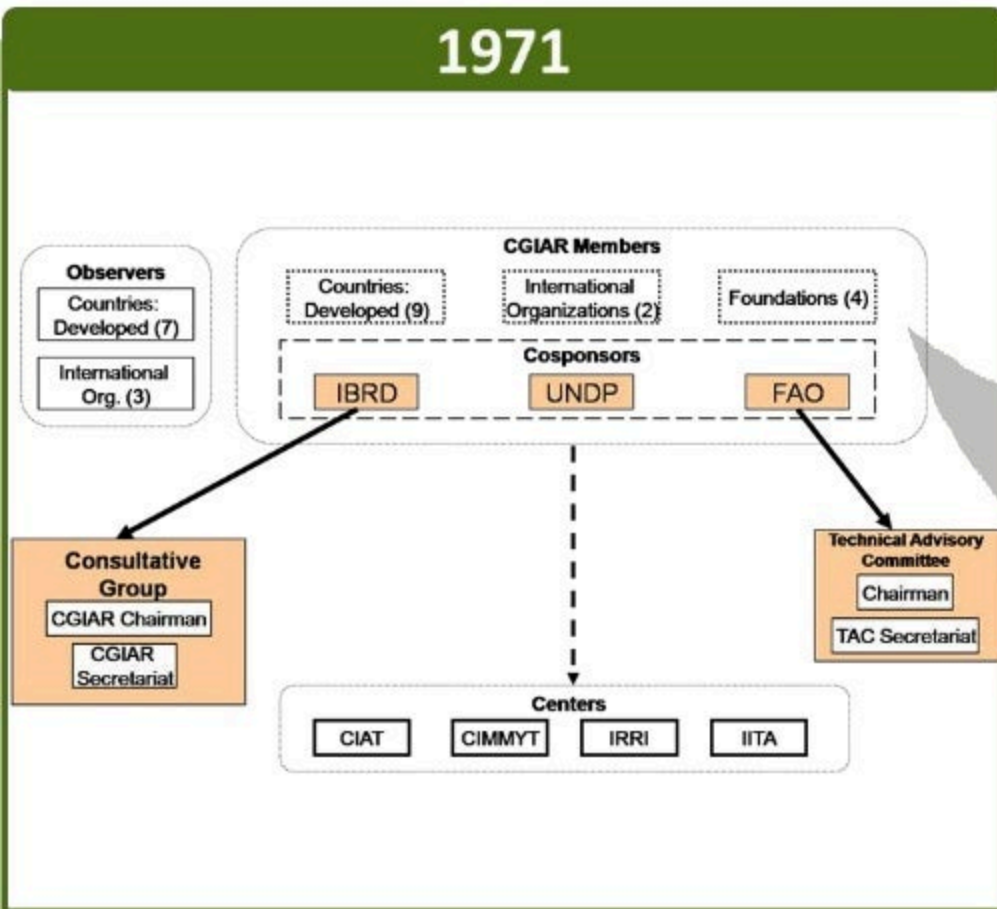 1971
Observers
Countries:
Developed (7)
International
Org. (3)
CGIAR Members
Countries:
Developed (9)
International
Organizations (2)
Foundations (4)
Cosponsors
IBRD
UNDP
FAO
Consultative
Group
CGIAR Chairman
CGIAR
Secretariat
Technical Advisory
Committee
Chairman
TAC Secretariat
Centers
CIAT
CIMMYT
IRRI
IITA